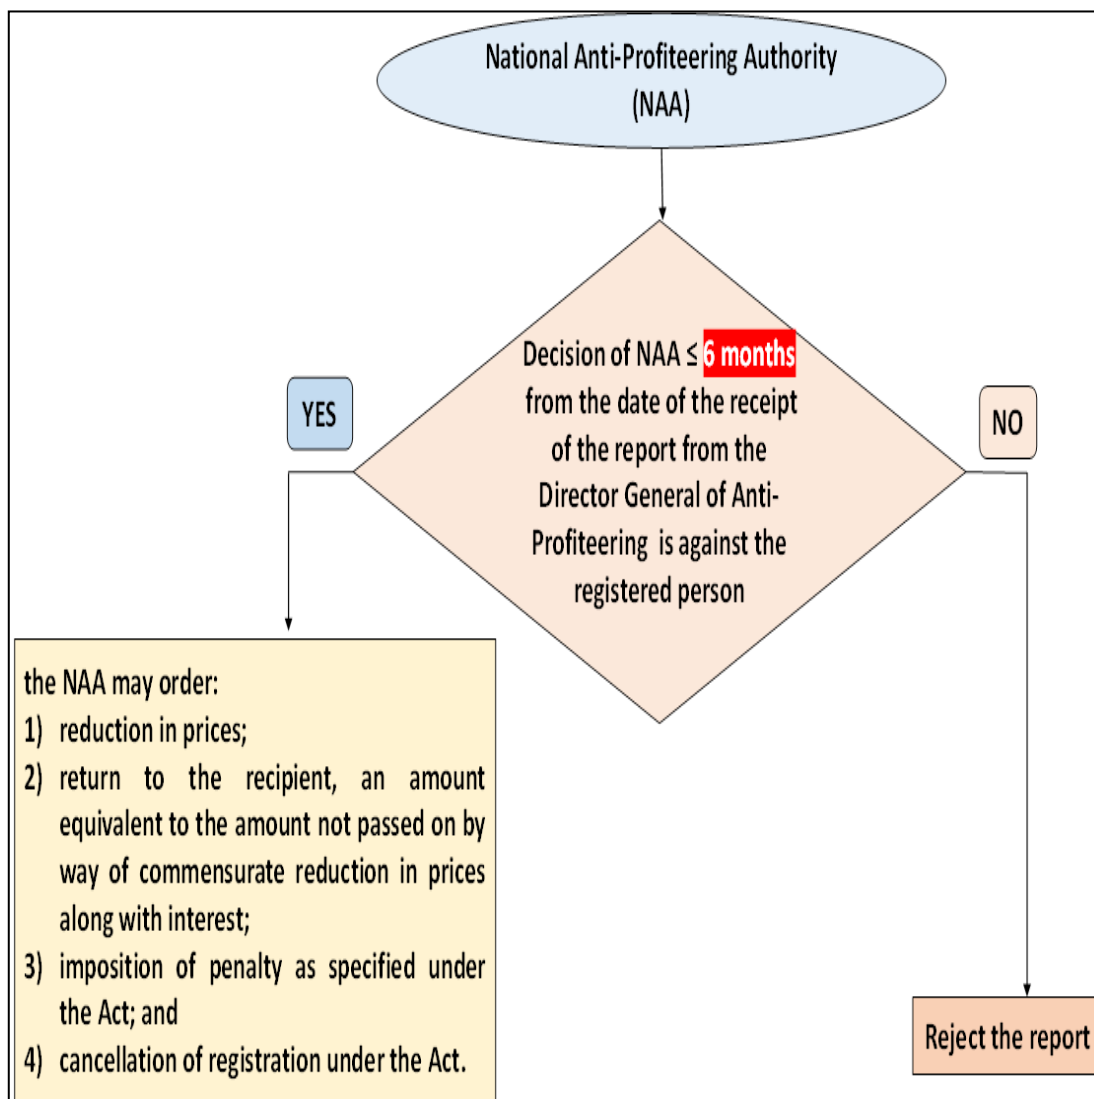 National Anti-Profiteering Authority
(NAA)
Decision of NAA ≤ 6 months
from the date of the receipt
of the report from the
Director General of Anti-
Profiteering is against the
registered person
YES
NO
the NAA may order:
1) reduction in prices;
2) return to the recipient, an amount
equivalent to the amount not passed on by
way of commensurate reduction in prices
along with interest;
3) imposition of penalty as specified under
the Act; and
4) cancellation of registration under the Act.
Reject the report